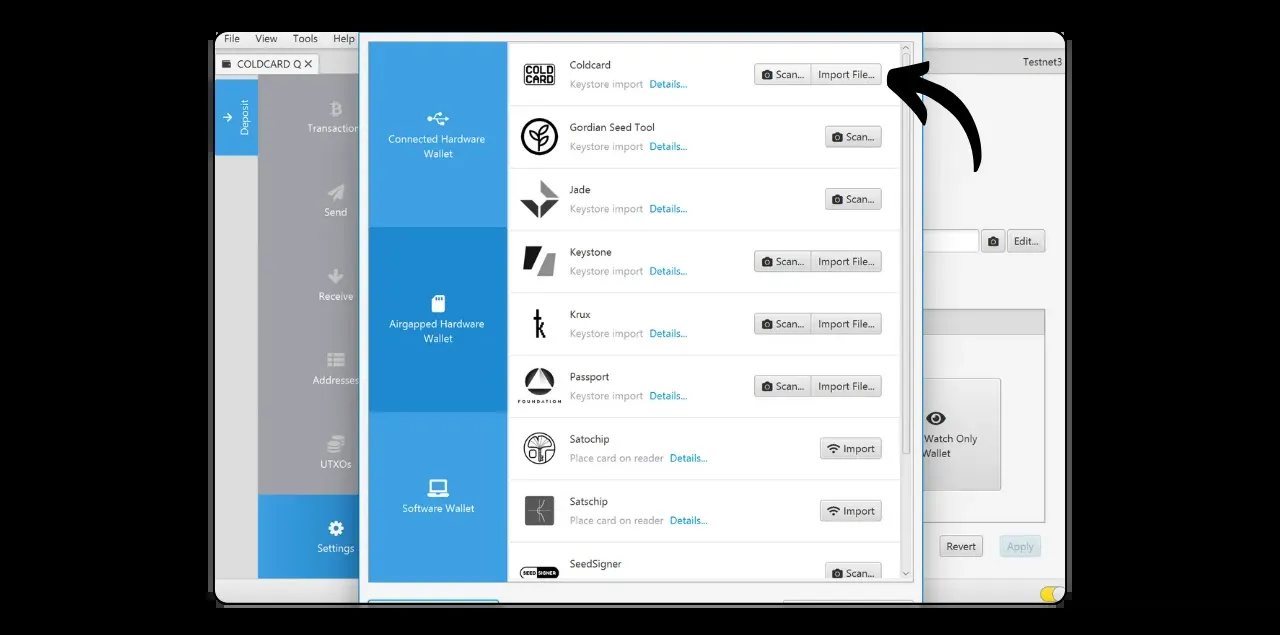 File View Tools Help
COLDCARD Q
Testnet3
Deposit
Transaction
Send
Receive
Addresses
UTXOs
Settings
Connected Hardware
Wallet
Airgapped Hardware
Wallet
Software Wallet
COLD
CARD
Coldcard
Keystore import Details...
Scan... Import File...
Gordian Seed Tool
Keystore import Details...
Scan...
Jade
Keystore import Details...
Scan...
Keystone
Keystore import Details...
Scan... Import File...
Krux
Keystore import Details...
Scan... Import File...
FOUNDATION
Passport
Keystore import Details...
Scan... Import File...
Satochip
Place card on reader Details...
Import
Satschip
Place card on reader Details...
Import
SEED SIGNER
SeedSigner
Scan...
Edit...
Watch Only
Wallet
Revert
Apply